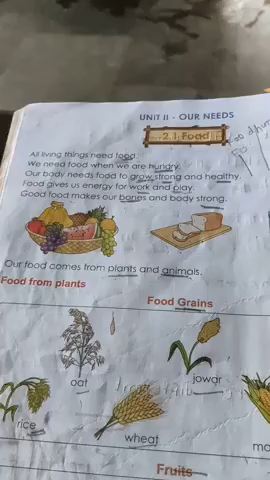 UNIT II - OUR NEEDS
2.1 Food
All living things need food.
We need food when we are hungry.
Our body needs food to grow strong and healthy.
Food gives us energy for work and play.
Good food makes our bones and body strong.
Our food comes from plants and animals.
Food from plants
Food Grains
oat
jowar
rice
wheat
Fruits